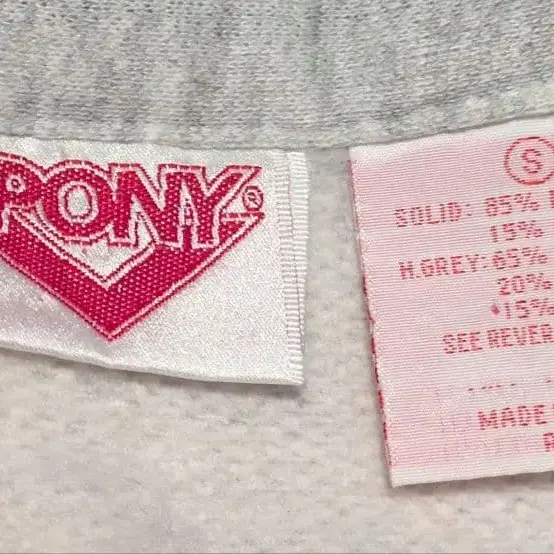 PONY®
S
SOLID: 85%
15%
H.GREY: 65%
20%
15%
SEE REVER
MADE